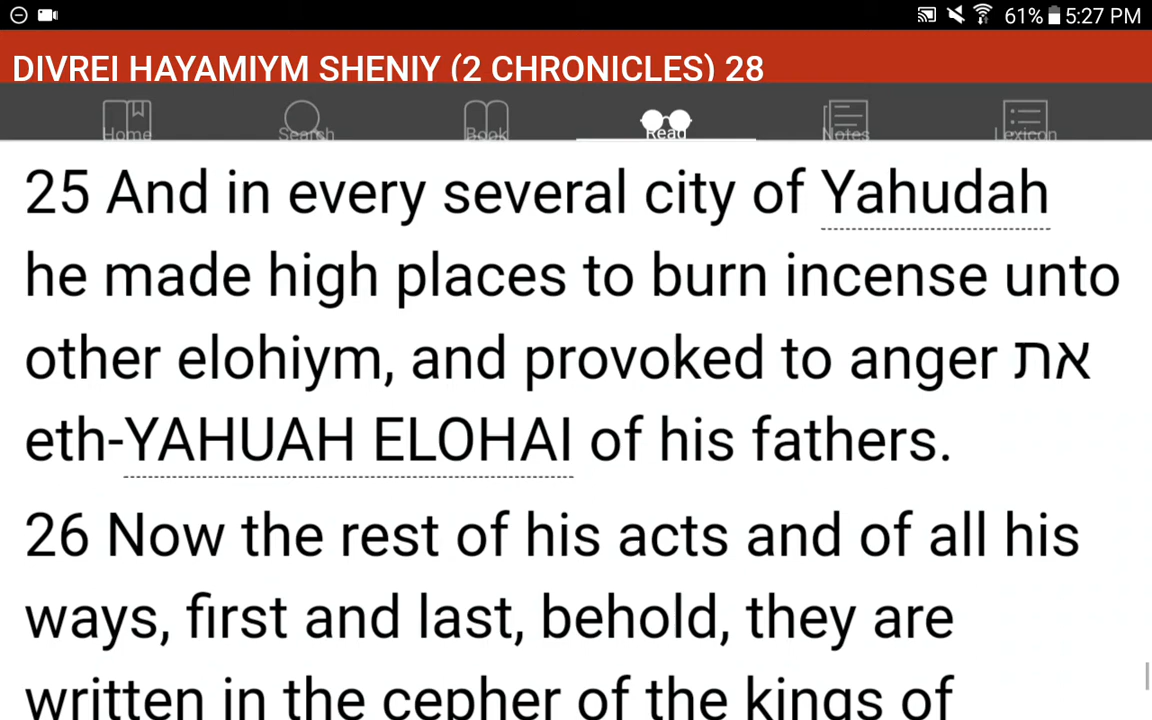 61% 5:27 PM
DIVREI HAYAMIYM SHENIY (2 CHRONICLES) 28
Home Search Book Read Notes Lexicon
25 And in every several city of Yahudah
he made high places to burn incense unto
other elohiym, and provoked to anger את
eth-YAHUAH ELOHAI of his fathers.
26 Now the rest of his acts and of all his
ways, first and last, behold, they are
written in the cepher of the kings of